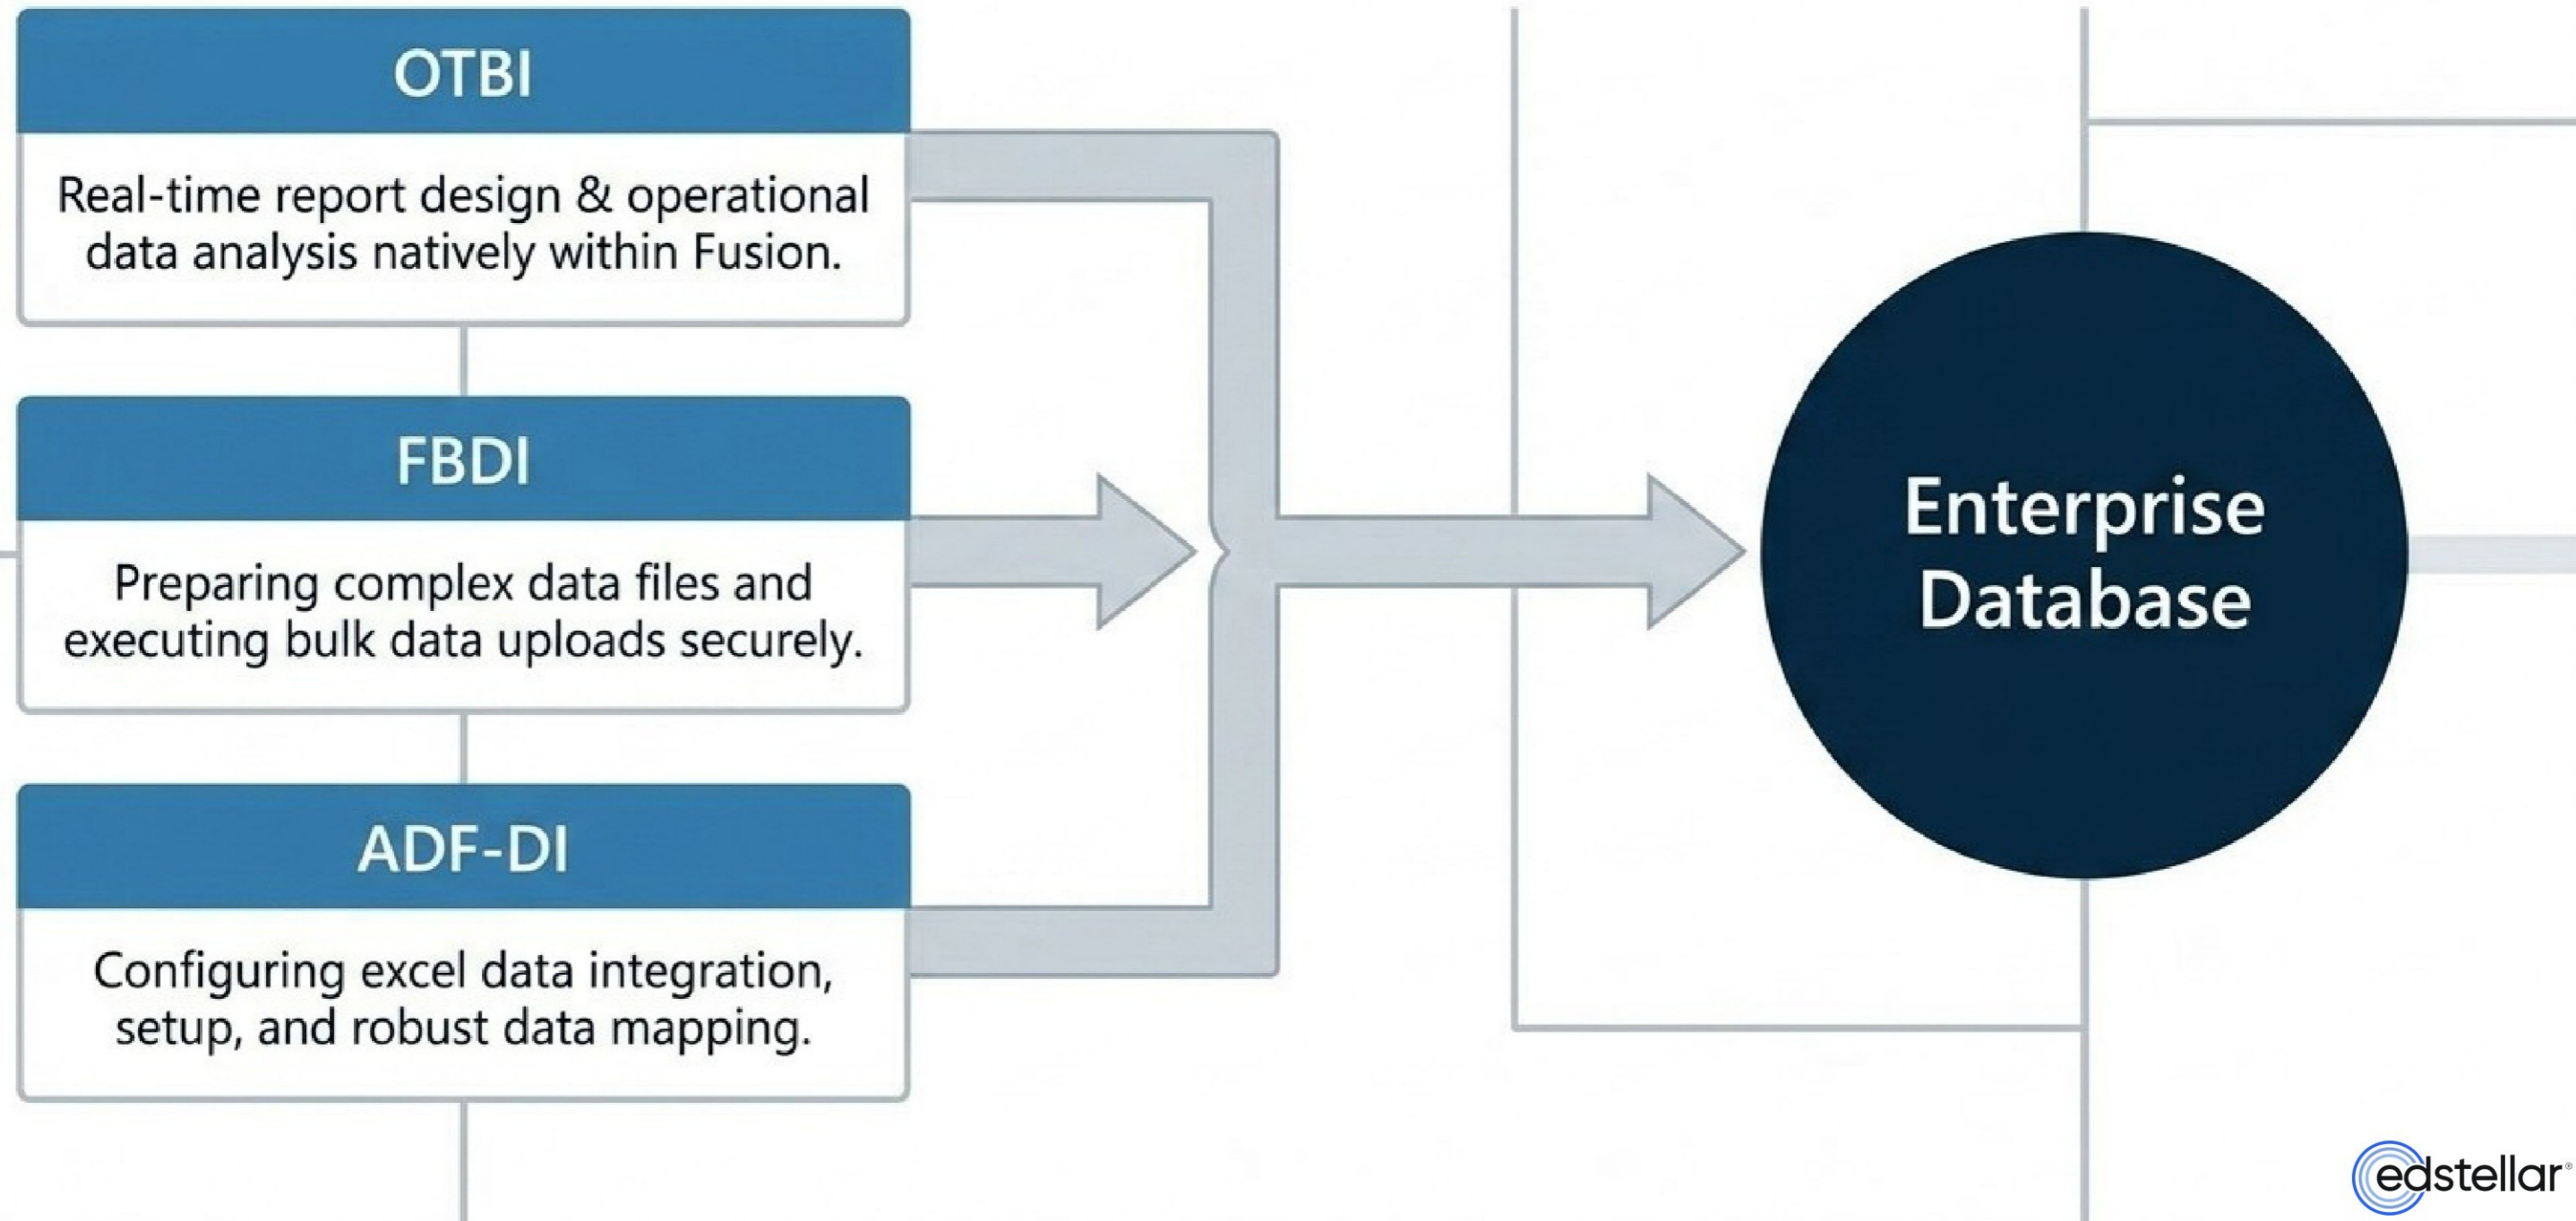 OTBI
Real-time report design & operational
data analysis natively within Fusion.
FBDI
Preparing complex data files and
executing bulk data uploads securely.
ADF-DI
Configuring excel data integration,
setup, and robust data mapping.
Enterprise
Database
edstellar®